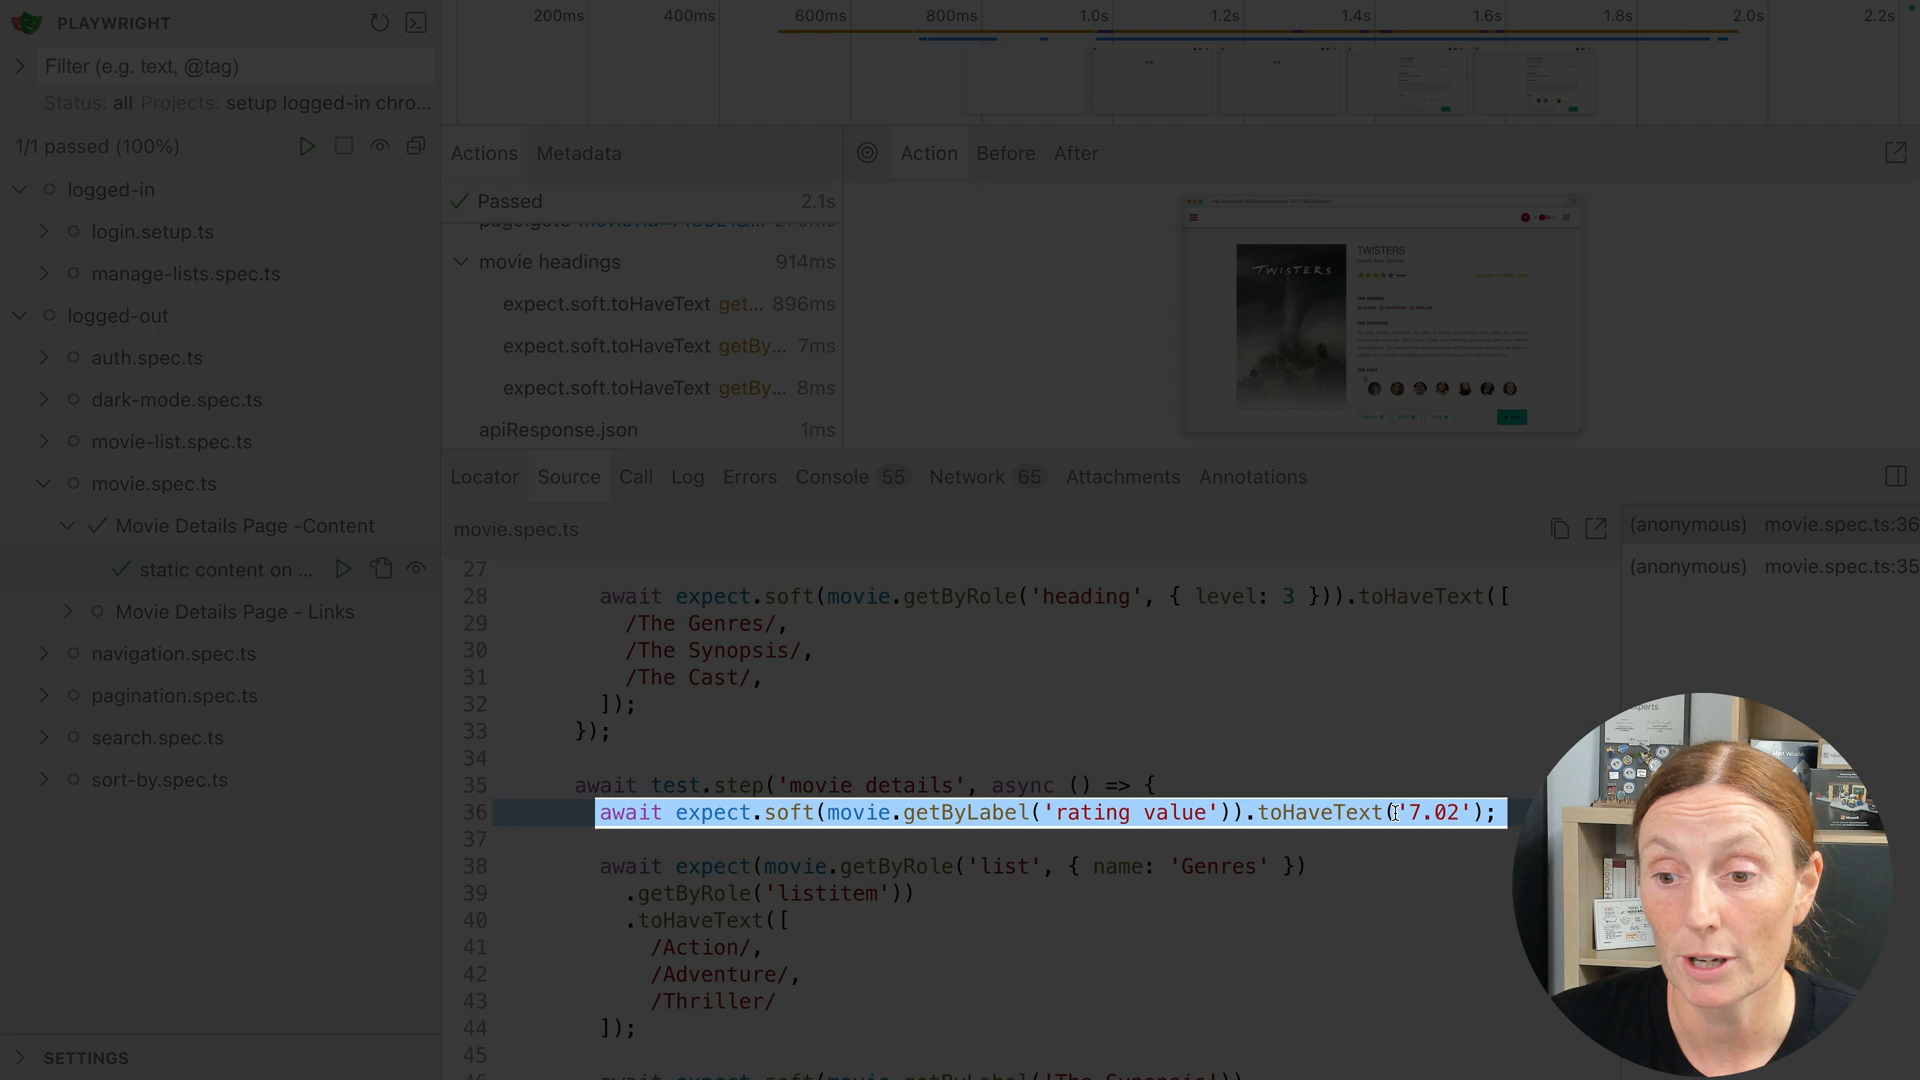 PLAYWRIGHT
Filter (e.g. text, @tag)
Status: all Projects: setup logged-in chro...
1/1 passed (100%)
logged-in
login.setup.ts
manage-lists.spec.ts
logged-out
auth.spec.ts
dark-mode.spec.ts
movie-list.spec.ts
movie.spec.ts
Movie Details Page -Content
static content on ...
Movie Details Page - Links
navigation.spec.ts
pagination.spec.ts
search.spec.ts
sort-by.spec.ts
SETTINGS
200ms 400ms 600ms 800ms 1.0s 1.2s 1.4s 1.6s 1.8s 2.0s 2.2s
Actions Metadata
Passed 2.1s
movie headings 914ms
expect.soft.toHaveText get... 896ms
expect.soft.toHaveText getBy... 7ms
expect.soft.toHaveText getBy... 8ms
apiResponse.json 1ms
Action Before After
TWISTERS
TWISTERS
THE GENRES
THE SYNOPSIS
THE CAST
Locator Source Call Log Errors Console 55 Network 65 Attachments Annotations
movie.spec.ts
27
28 await expect.soft(movie.getByRole('heading', { level: 3 })).toHaveText([
29 /The Genres/,
30 /The Synopsis/,
31 /The Cast/,
32 ]);
33 });
34
35 await test.step('movie details', async () => {
36 await expect.soft(movie.getByLabel('rating value')).toHaveText('7.02');
37
38 await expect(movie.getByRole('list', { name: 'Genres' })
39 .getByRole('listitem'))
40 .toHaveText([
41 /Action/,
42 /Adventure/,
43 /Thriller/
44 ]);
45
46 await expect.soft(movie.getByLabel('The Synopsis'))
(anonymous) movie.spec.ts:36
(anonymous) movie.spec.ts:35